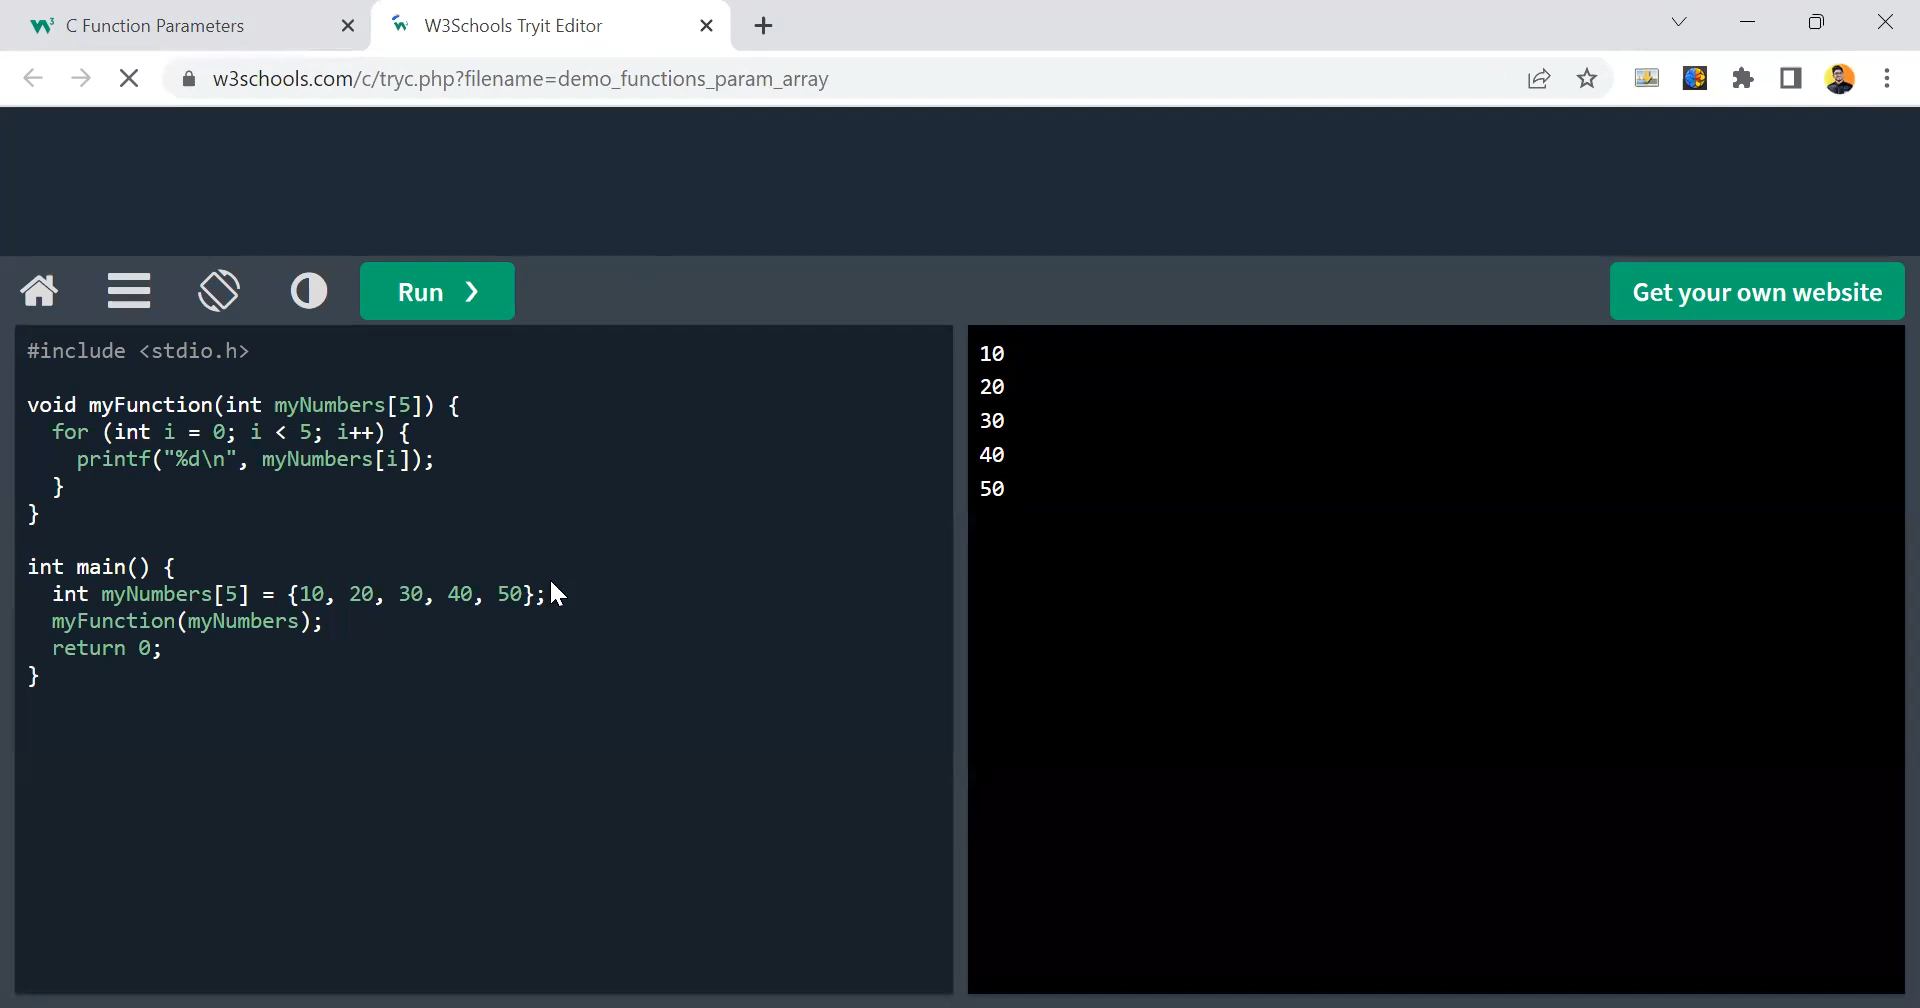 C Function Parameters
W3Schools Tryit Editor
w3schools.com/c/tryc.php?filename=demo_functions_param_array
Run ❯
Get your own website
#include <stdio.h>
void myFunction(int myNumbers[5]) {
  for (int i = 0; i < 5; i++) {
    printf("%d\n", myNumbers[i]);
  }
}
int main() {
  int myNumbers[5] = {10, 20, 30, 40, 50};
  myFunction(myNumbers);
  return 0;
}
10
20
30
40
50